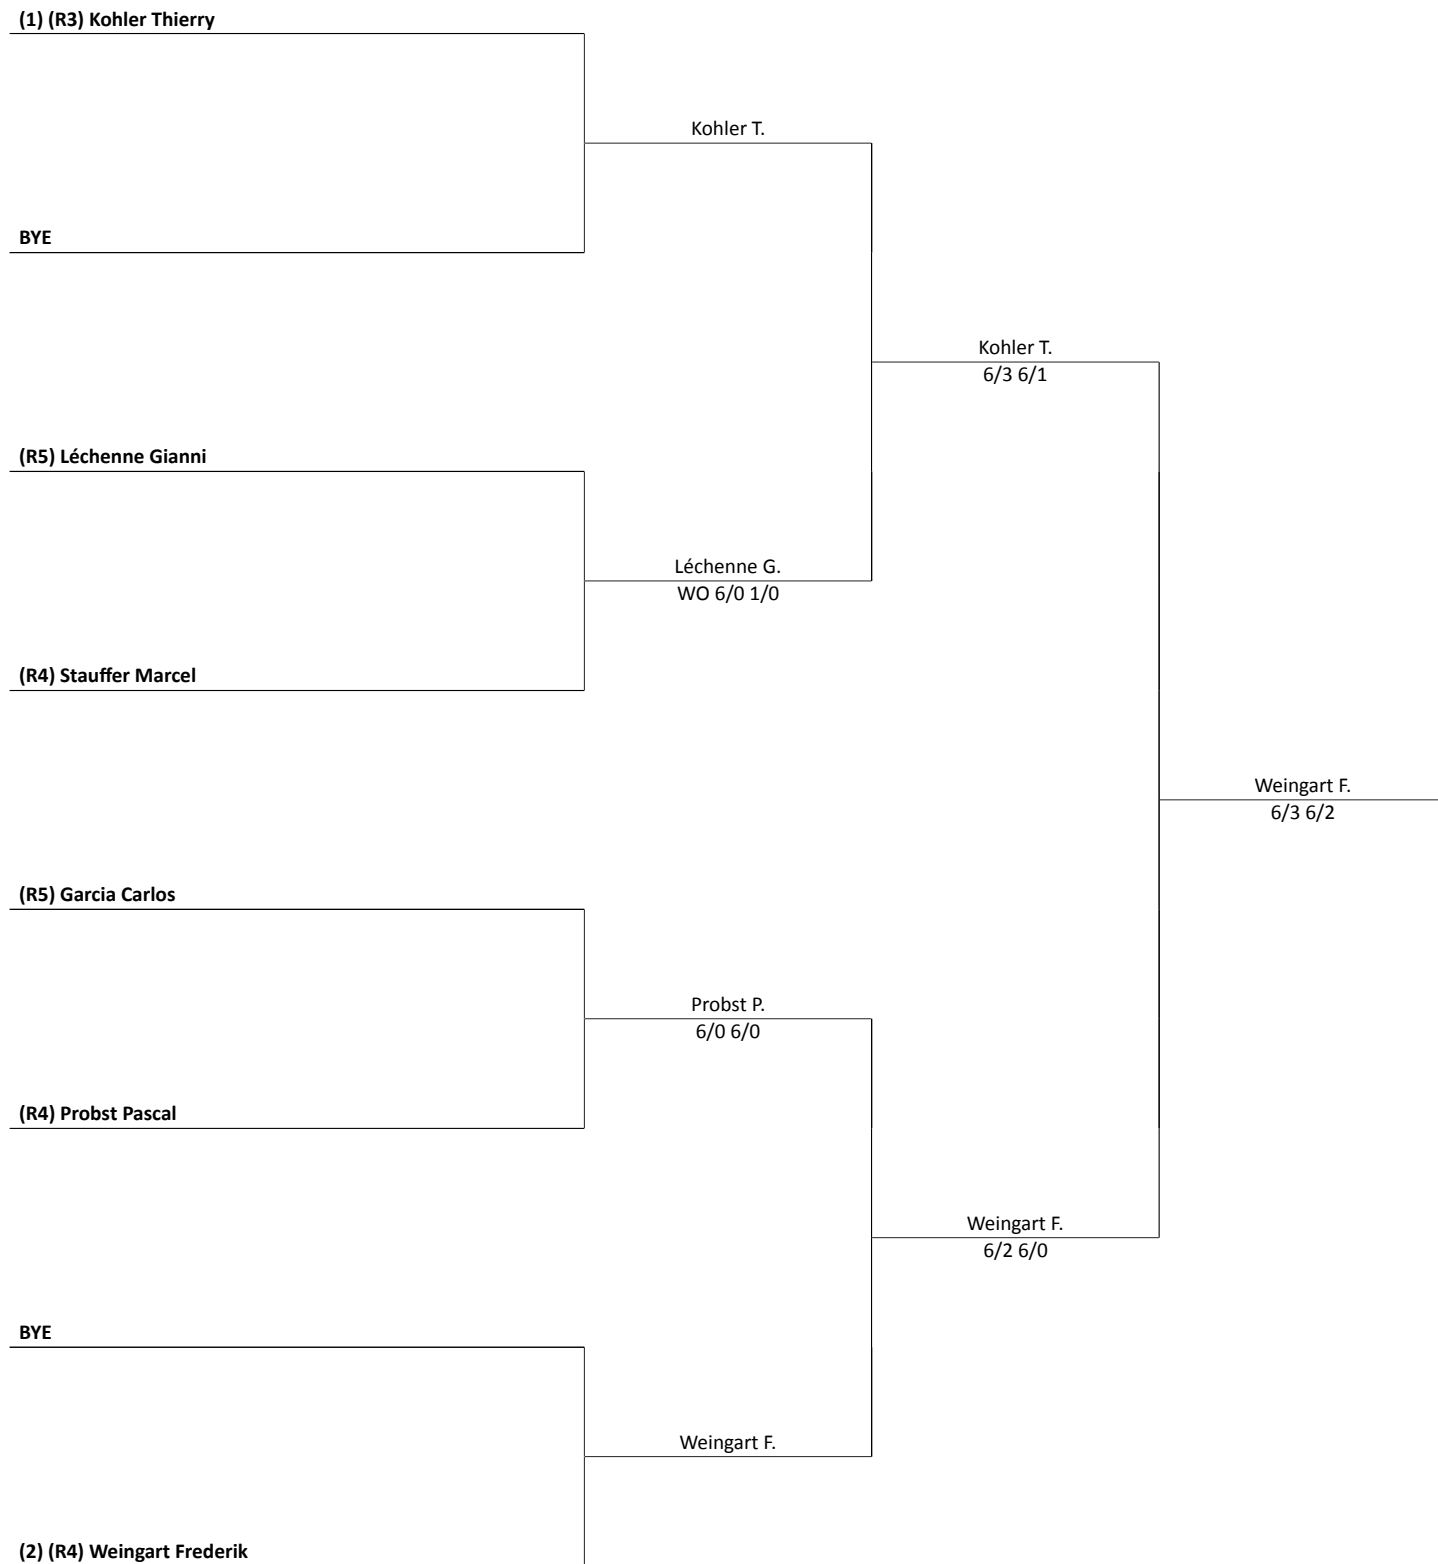 (1) (R3) Kohler Thierry
Kohler T.
BYE
Kohler T.
6/3 6/1
(R5) Léchenne Gianni
Léchenne G.
WO 6/0 1/0
(R4) Stauffer Marcel
Weingart F.
6/3 6/2
(R5) Garcia Carlos
Probst P.
6/0 6/0
(R4) Probst Pascal
Weingart F.
6/2 6/0
BYE
Weingart F.
(2) (R4) Weingart Frederik